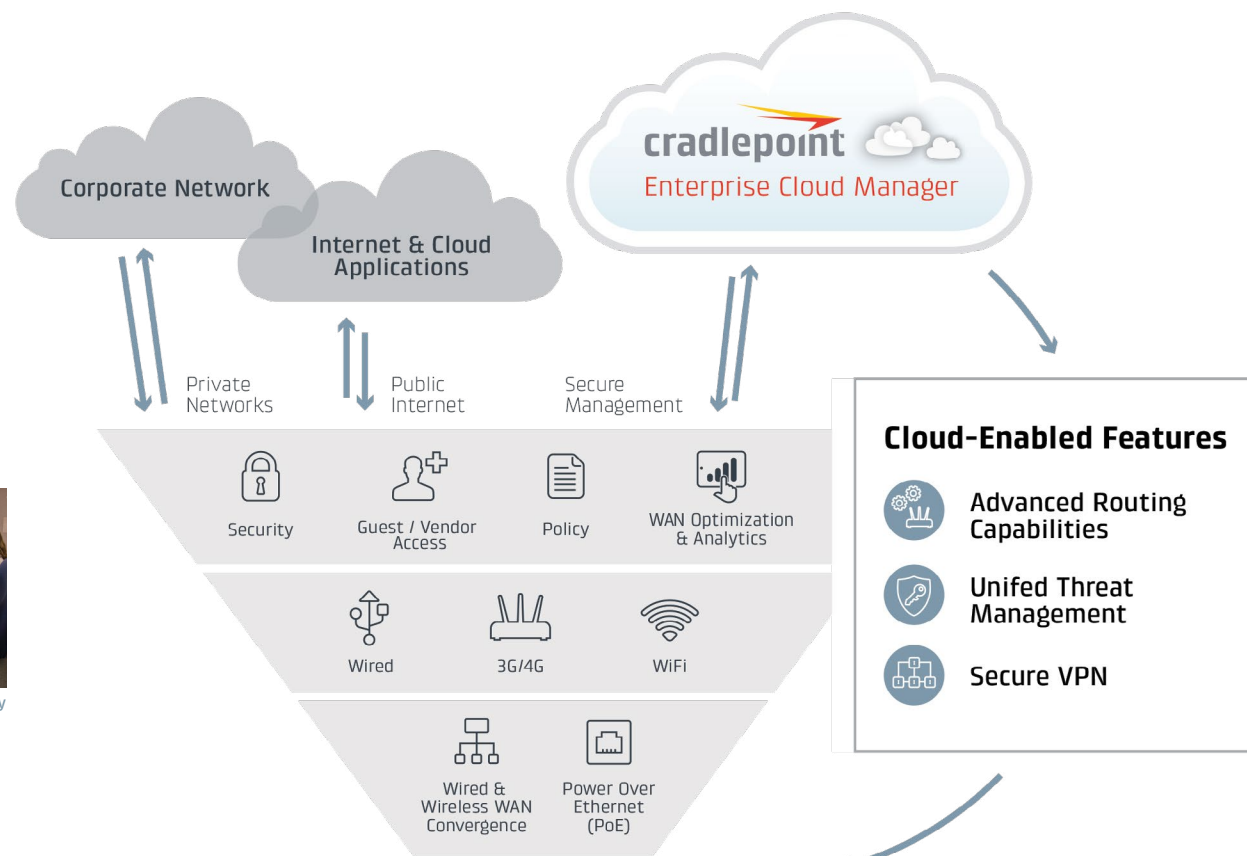 cradlepoint
Enterprise Cloud Manager
Corporate Network
Internet & Cloud
Applications
Private
Networks
Public
Internet
Secure
Management
Security
Guest / Vendor
Access
Policy
WAN Optimization
& Analytics
Wired
3G/4G
WiFi
Wired &
Wireless WAN
Convergence
Power Over
Ethernet
(PoE)
Cloud-Enabled Features
Advanced Routing
Capabilities
Unifed Threat
Management
Secure VPN